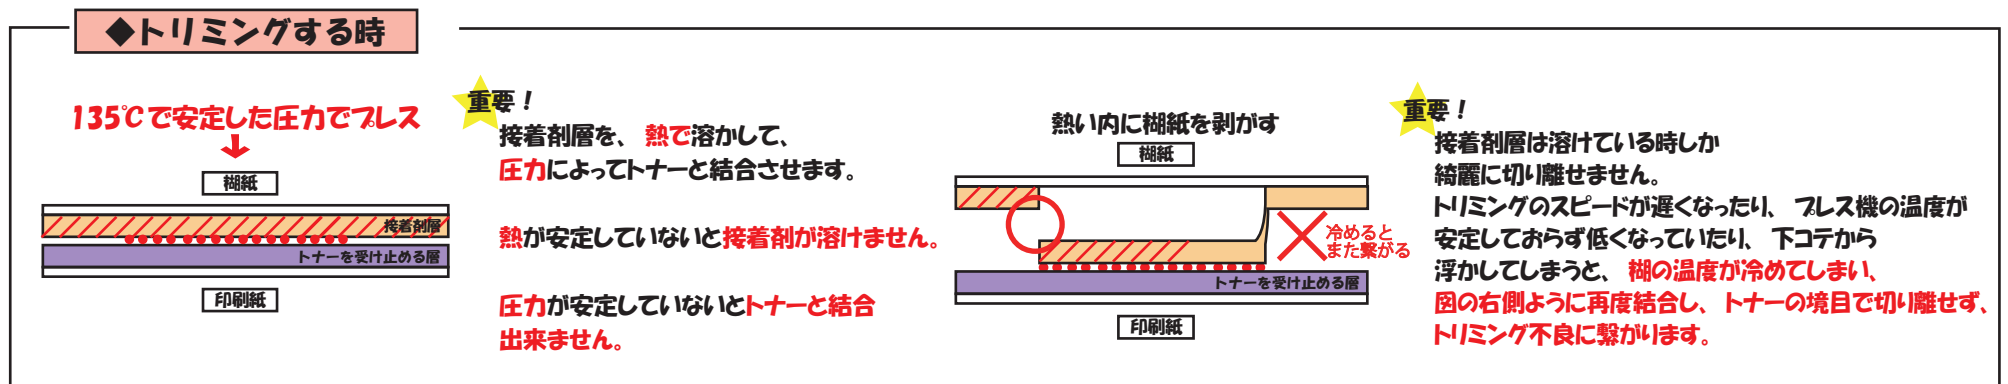 ◆トリミングする時
135℃で安定した圧力でプレス
糊紙
接着剤層
トナーを受け止める層
印刷紙
重要！
接着剤層を、熱で溶かして、
圧力によってトナーと結合させます。
熱が安定していないと接着剤が溶けません。
圧力が安定していないとトナーと結合
出来ません。
熱い内に糊紙を剥がす
糊紙
冷めると
また繋がる
トナーを受け止める層
印刷紙
重要！
接着剤層は溶けている時しか
綺麗に切り離せません。
トリミングのスピードが遅くなったり、プレス機の温度が
安定しておらず低くなっていたり、下コテから
浮かしてしまうと、糊の温度が冷めてしまい、
図の右側ように再度結合し、トナーの境目で切り離せず、
トリミング不良に繋がります。